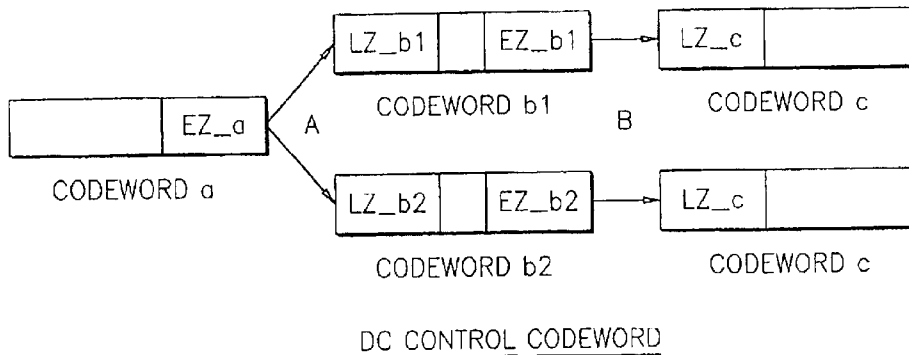 LZ_b1 EZ_b1 LZ_c
CODEWORD b1 CODEWORD c
EZ_a A B
CODEWORD a
LZ_b2 EZ_b2 LZ_c
CODEWORD b2 CODEWORD c
DC CONTROL CODEWORD